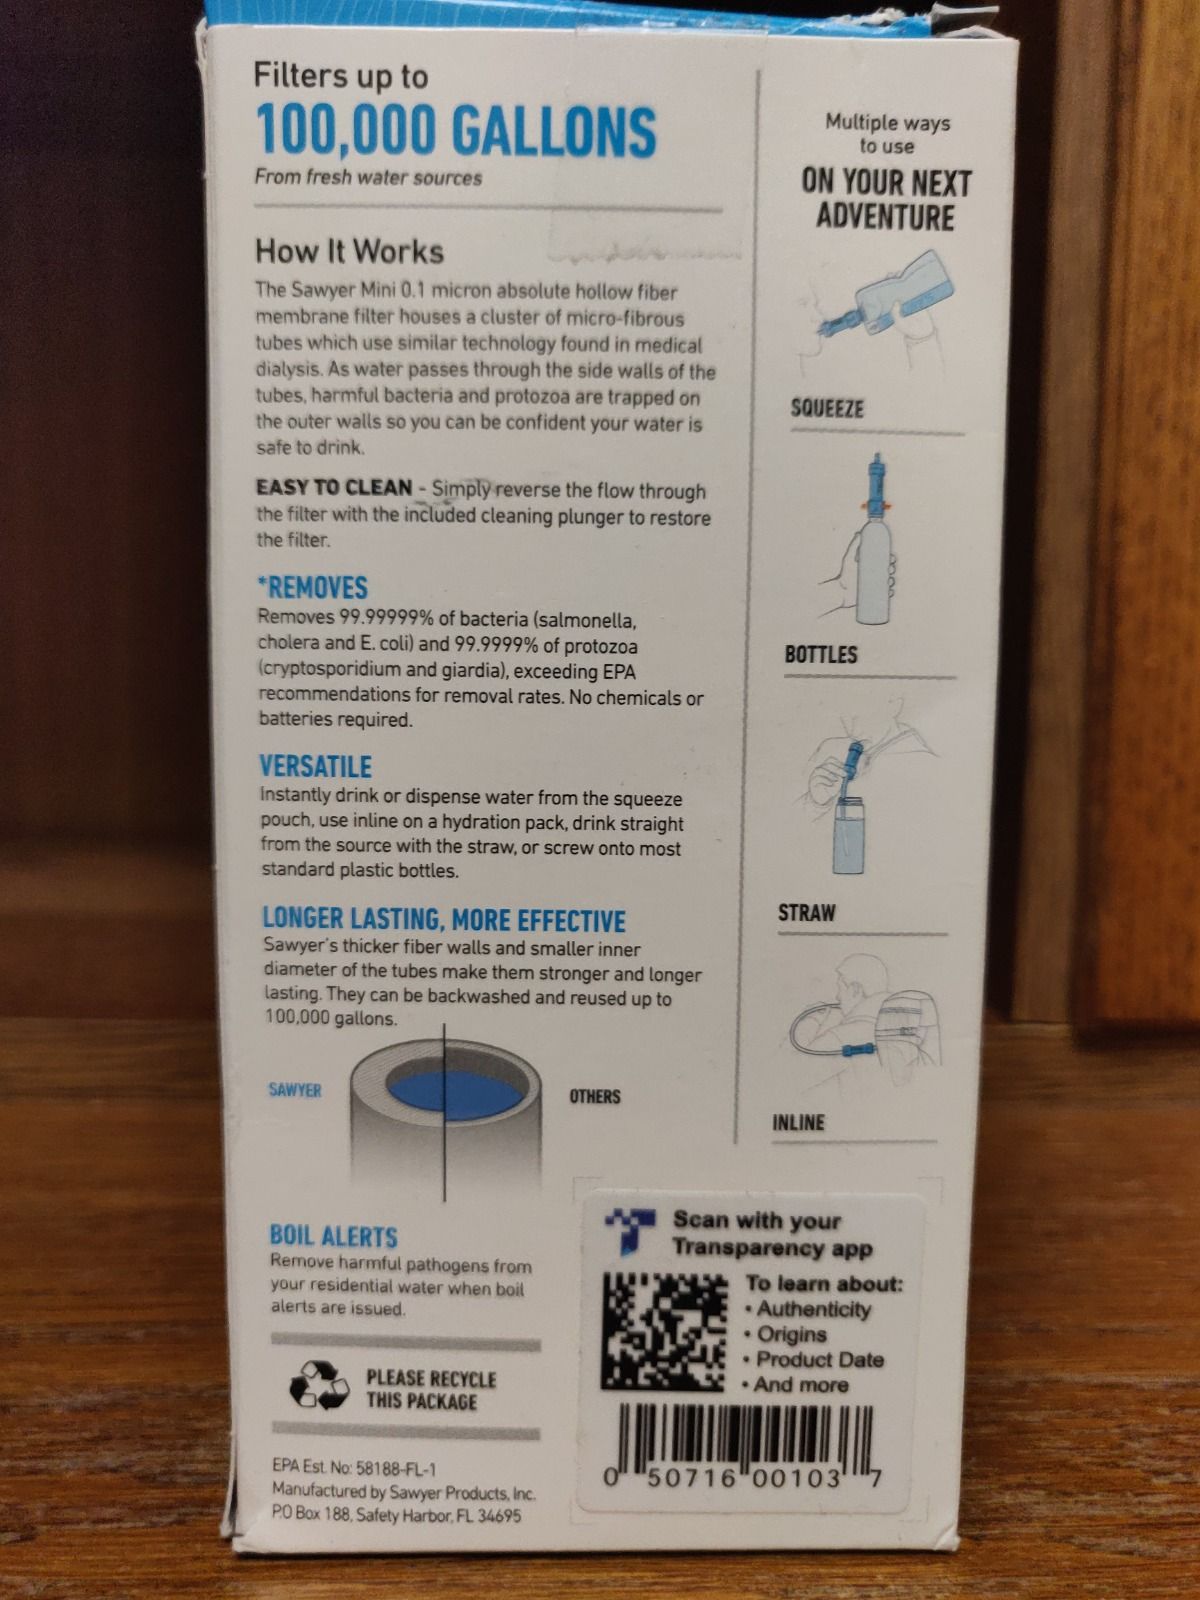 Filters up to
100,000 GALLONS
From fresh water sources
How It Works
The Sawyer Mini 0.1 micron absolute hollow fiber
membrane filter houses a cluster of micro-fibrous
tubes which use similar technology found in medical
dialysis. As water passes through the side walls of the
tubes, harmful bacteria and protozoa are trapped on
the outer walls so you can be confident your water is
safe to drink.
EASY TO CLEAN - Simply reverse the flow through
the filter with the included cleaning plunger to restore
the filter.
*REMOVES
Removes 99.99999% of bacteria (salmonella,
cholera and E. coli) and 99.9999% of protozoa
(cryptosporidium and giardia), exceeding EPA
recommendations for removal rates. No chemicals or
batteries required.
VERSATILE
Instantly drink or dispense water from the squeeze
pouch, use inline on a hydration pack, drink straight
from the source with the straw, or screw onto most
standard plastic bottles.
LONGER LASTING, MORE EFFECTIVE
Sawyer's thicker fiber walls and smaller inner
diameter of the tubes make them stronger and longer
lasting. They can be backwashed and reused up to
100,000 gallons.
SAWYER
OTHERS
BOIL ALERTS
Remove harmful pathogens from
your residential water when boil
alerts are issued.
PLEASE RECYCLE
THIS PACKAGE
EPA Est. No: 58188-FL-1
Manufactured by Sawyer Products, Inc.
P.O Box 188, Safety Harbor, FL 34695
Multiple ways
to use
ON YOUR NEXT
ADVENTURE
SQUEEZE
BOTTLES
STRAW
INLINE
Scan with your
Transparency app
To learn about:
• Authenticity
• Origins
• Product Date
• And more
0 50716 00103 7